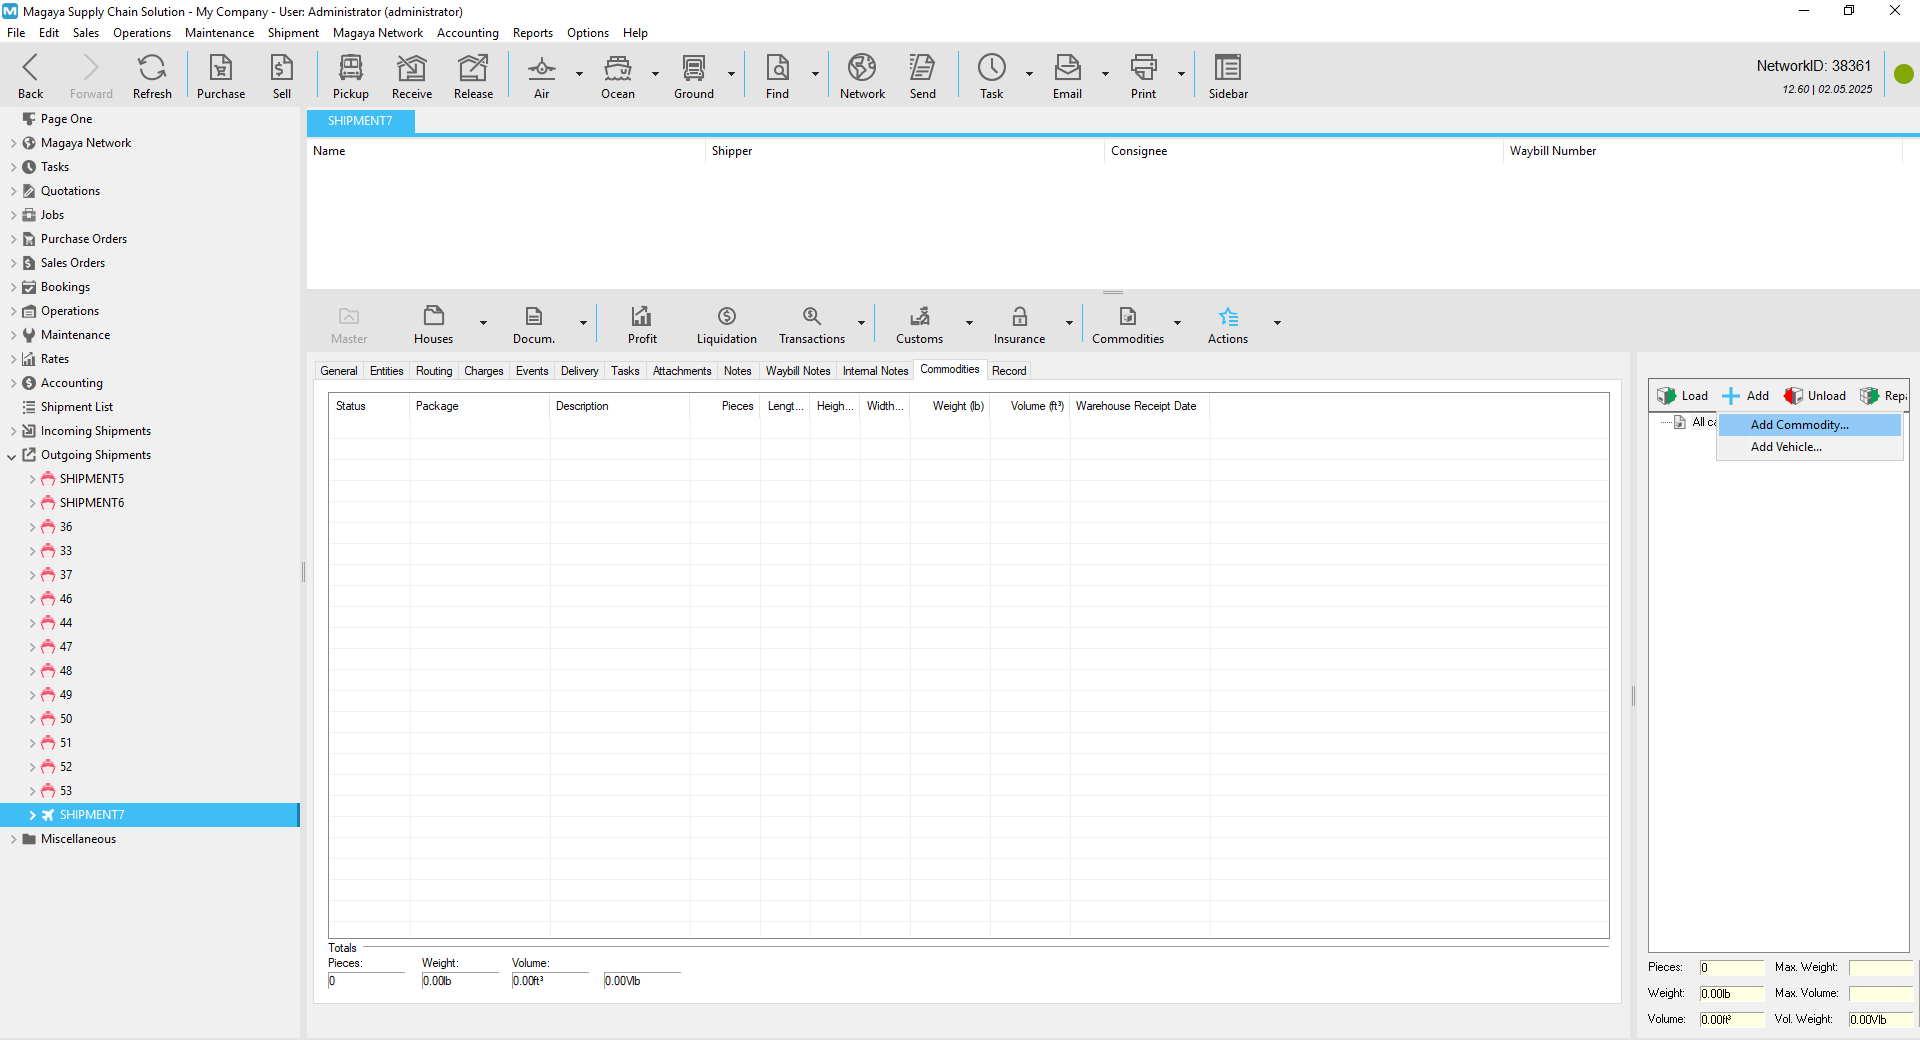 Magaya Supply Chain Solution - My Company - User: Administrator (administrator)
File Edit Sales Operations Maintenance Shipment Magaya Network Accounting Reports Options Help
Back Forward Refresh Purchase Sell Pickup Receive Release Air Ocean Ground Find Network Send Task Email Print Sidebar
NetworkID: 38361
12.60 | 02.05.2025
Page One
Magaya Network
Tasks
Quotations
Jobs
Purchase Orders
Sales Orders
Bookings
Operations
Maintenance
Rates
Accounting
Shipment List
Incoming Shipments
Outgoing Shipments
SHIPMENT5
SHIPMENT6
36
33
37
46
44
47
48
49
50
51
52
53
SHIPMENT7
Miscellaneous
SHIPMENT7
Name Shipper Consignee Waybill Number
Master Houses Docum. Profit Liquidation Transactions Customs Insurance Commodities Actions
General Entities Routing Charges Events Delivery Tasks Attachments Notes Waybill Notes Internal Notes Commodities Record
Status Package Description Pieces Lengt... Heigh... Width... Weight (lb) Volume (ft³) Warehouse Receipt Date
Totals
Pieces: Weight: Volume:
0 0.00lb 0.00ft³ 0.00Vlb
Load Add Unload Repa
All ca
Add Commodity...
Add Vehicle...
Pieces: 0 Max. Weight:
Weight: 0.00lb Max. Volume:
Volume: 0.00ft³ Vol. Weight: 0.00Vlb